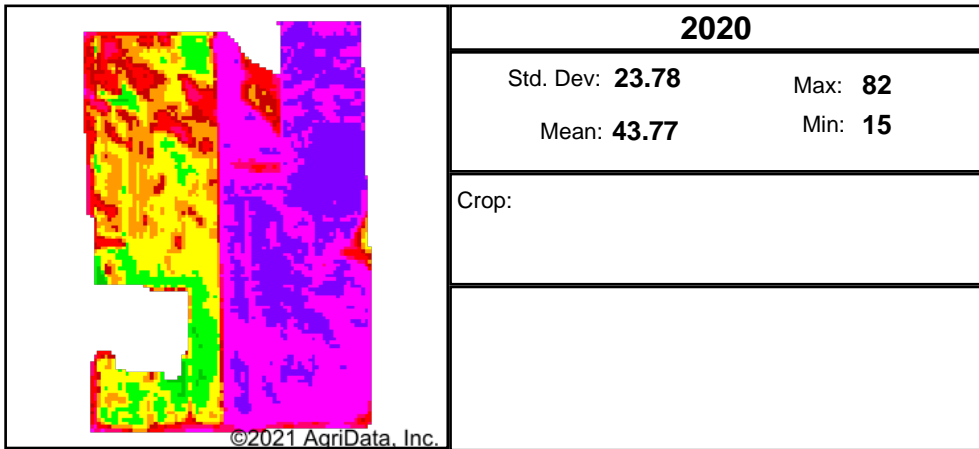 2020
Std. Dev: 23.78
Max: 82
Mean: 43.77
Min: 15
Crop:
©2021 AgriData, Inc.